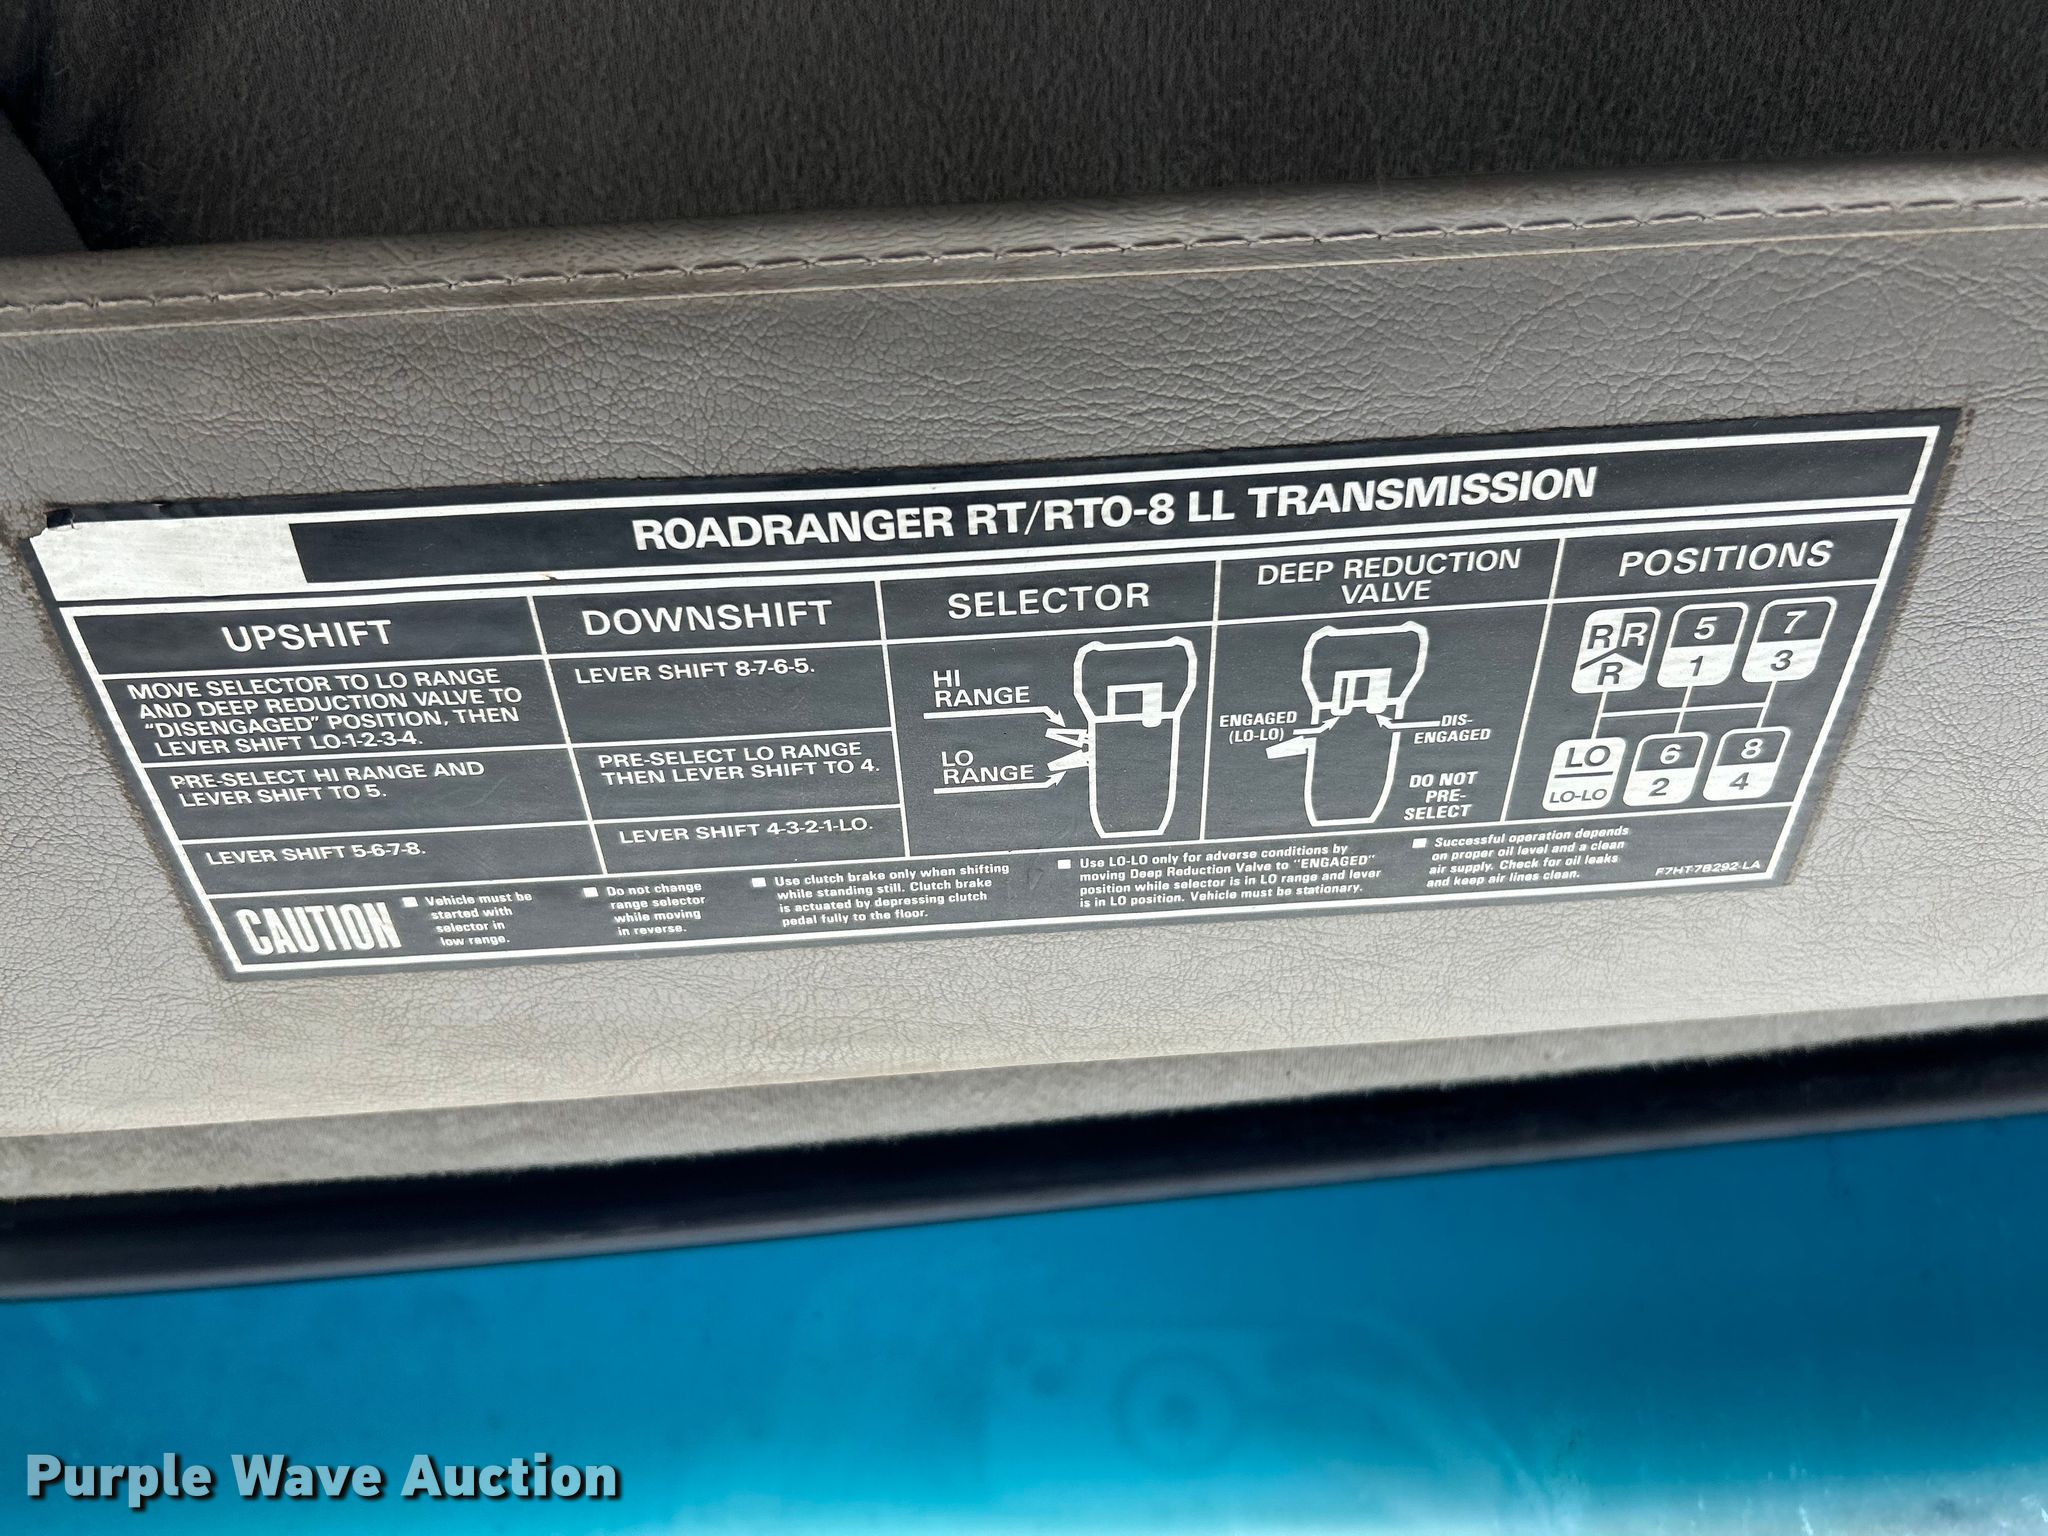 ROADRANGER RT/RTO-8 LL TRANSMISSION
UPSHIFT
MOVE SELECTOR TO LO RANGE
AND DEEP REDUCTION VALVE TO
"DISENGAGED" POSITION, THEN
LEVER SHIFT LO-1-2-3-4.
PRE-SELECT HI RANGE AND
LEVER SHIFT TO 5.
LEVER SHIFT 5-6-7-8.
DOWNSHIFT
LEVER SHIFT 8-7-6-5.
PRE-SELECT LO RANGE
THEN LEVER SHIFT TO 4.
LEVER SHIFT 4-3-2-1-LO.
SELECTOR
HI
RANGE
LO
RANGE
DEEP REDUCTION
VALVE
ENGAGED
(LO-LO)
DIS-
ENGAGED
DO NOT
PRE-
SELECT
POSITIONS
R R 5 7
R 1 3
LO 6 8
LO-LO 2 4
CAUTION
Vehicle must be
started with
selector in
low range.
Do not change
range selector
while moving
in reverse.
Use clutch brake only when shifting
while standing still. Clutch brake
is actuated by depressing clutch
pedal fully to the floor.
Use LO-LO only for adverse conditions by
moving Deep Reduction Valve to "ENGAGED"
position while selector is in LO range and lever
is in LO position. Vehicle must be stationary.
Successful operation depends
on proper oil level and a clean
air supply. Check for oil leaks
and keep air lines clean.
F7HT-7B292-LA
Purple Wave Auction